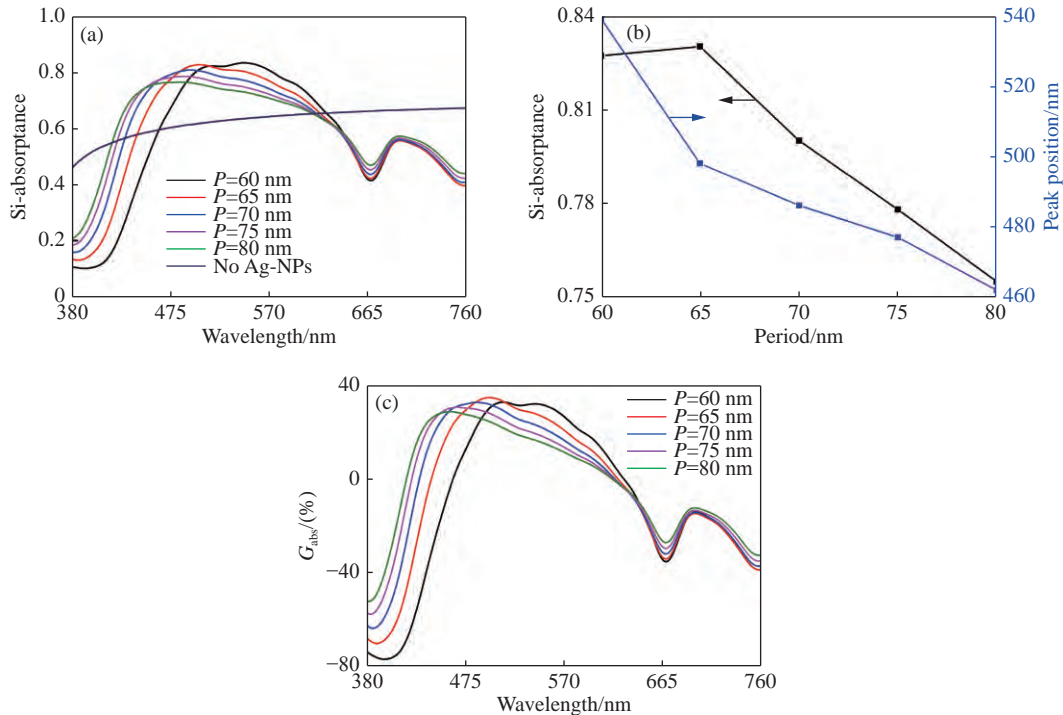 (a)
Si-absorptance
1.0
0.8
0.6
0.4
0.2
0
P=60 nm
P=65 nm
P=70 nm
P=75 nm
P=80 nm
No Ag-NPs
380 475 570 665 760
Wavelength/nm
(b)
Si-absorptance
0.84
0.81
0.78
0.75
540
520
500
480
460
Peak position/nm
60 65 70 75 80
Period/nm
(c)
G_abs/(%)
40
0
−40
−80
P=60 nm
P=65 nm
P=70 nm
P=75 nm
P=80 nm
380 475 570 665 760
Wavelength/nm